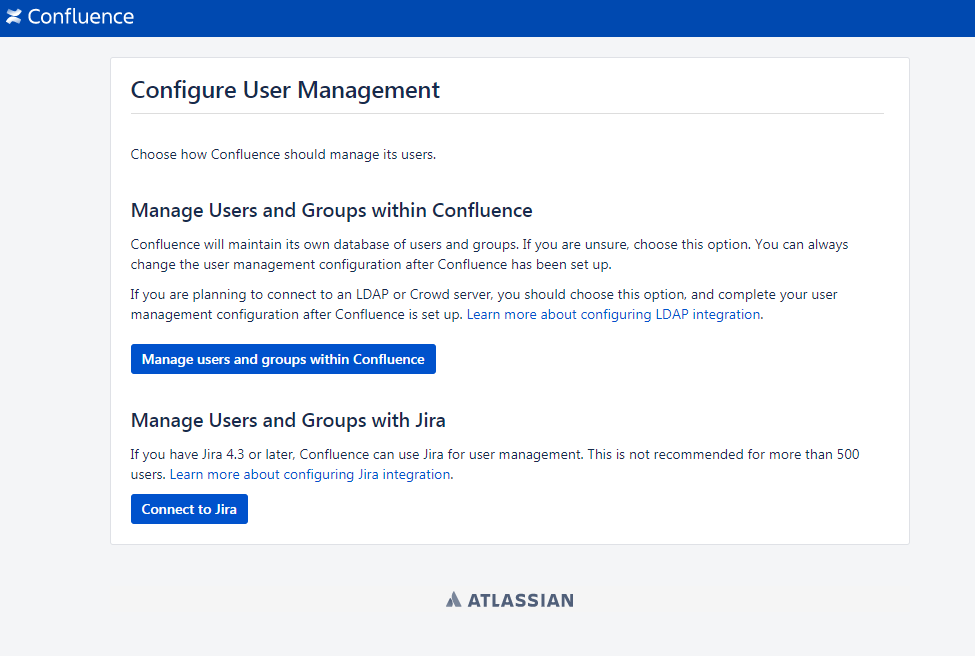 Confluence
Configure User Management
Choose how Confluence should manage its users.
Manage Users and Groups within Confluence
Confluence will maintain its own database of users and groups. If you are unsure, choose this option. You can always
change the user management configuration after Confluence has been set up.
If you are planning to connect to an LDAP or Crowd server, you should choose this option, and complete your user
management configuration after Confluence is set up. Learn more about configuring LDAP integration.
Manage users and groups within Confluence
Manage Users and Groups with Jira
If you have Jira 4.3 or later, Confluence can use Jira for user management. This is not recommended for more than 500
users. Learn more about configuring Jira integration.
Connect to Jira
ATLASSIAN